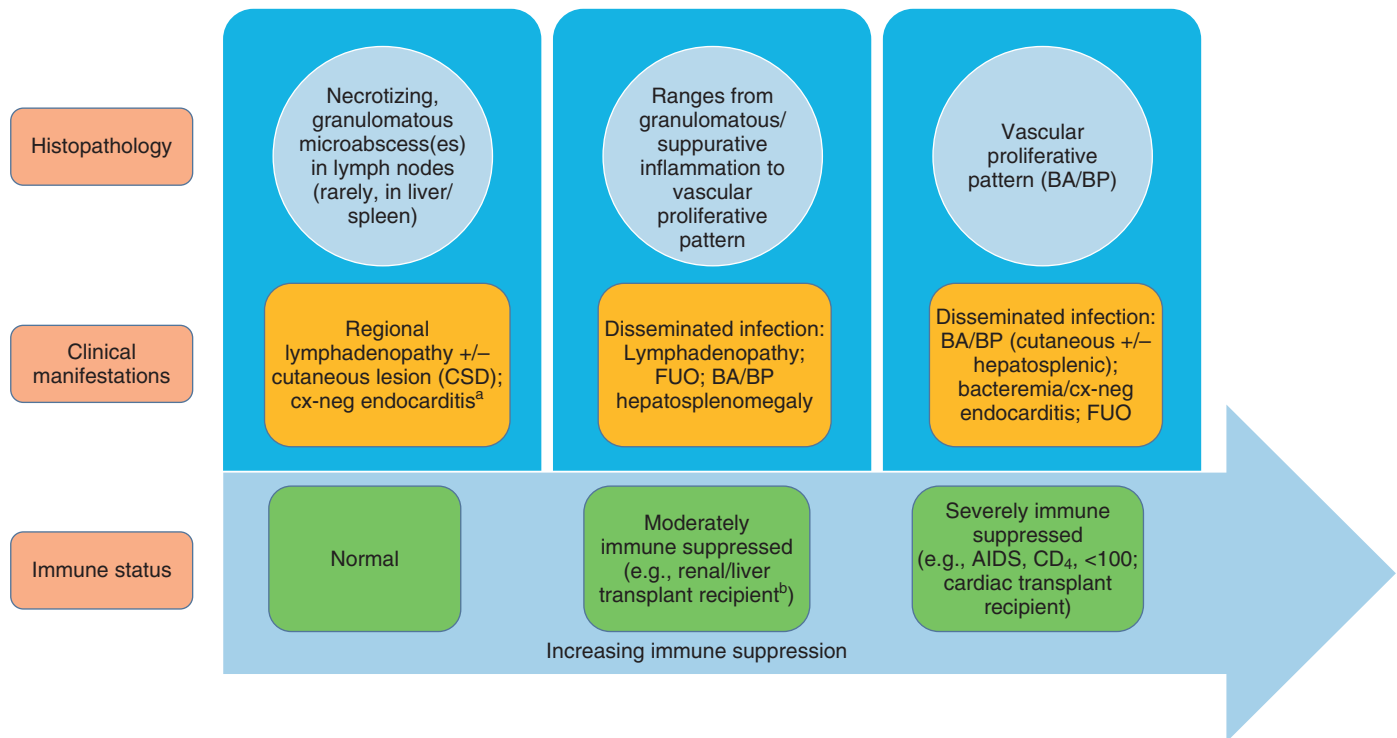 Histopathology
Necrotizing,
granulomatous
microabscess(es)
in lymph nodes
(rarely, in liver/
spleen)
Ranges from
granulomatous/
suppurative
inflammation to
vascular
proliferative
pattern
Vascular
proliferative
pattern (BA/BP)
Clinical
manifestations
Regional
lymphadenopathy +/–
cutaneous lesion (CSD);
cx-neg endocarditisᵃ
Disseminated infection:
Lymphadenopathy;
FUO; BA/BP
hepatosplenomegaly
Disseminated infection:
BA/BP (cutaneous +/–
hepatosplenic);
bacteremia/cx-neg
endocarditis; FUO
Immune status
Normal
Moderately
immune suppressed
(e.g., renal/liver
transplant recipientᵇ)
Severely immune
suppressed
(e.g., AIDS, CD₄, <100;
cardiac transplant
recipient)
Increasing immune suppression